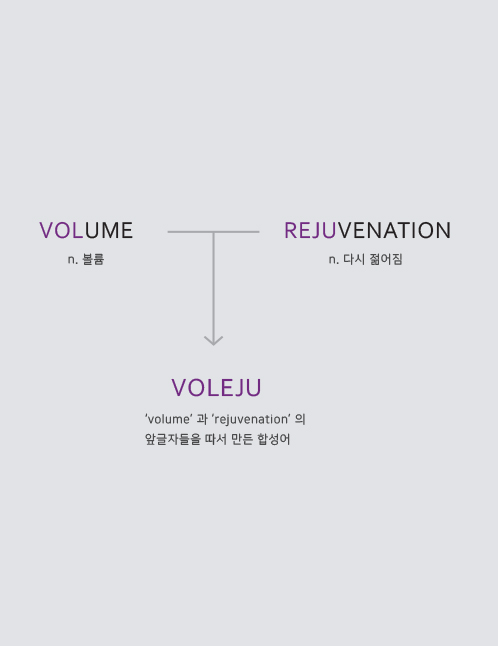 VOLUME
n. 볼륨
REJUVENATION
n. 다시 젊어짐
VOLEJU
'volume' 과 'rejuvenation' 의
앞글자들을 따서 만든 합성어